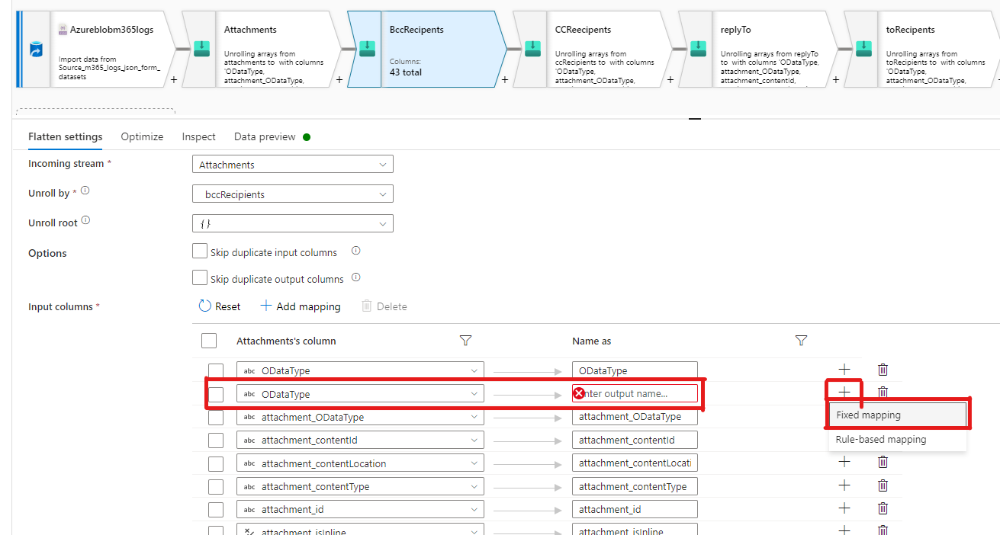 Azureblobm365logs
Import data from
Source_m365_logs_json_form_
datasets
+
Attachments
Unrolling arrays from
attachments to with columns
'ODataType,
attachment_ODataType,
+
BccRecipents
Columns:
43 total
+
CCReecipents
Unrolling arrays from
ccRecipients to with columns
'ODataType,
attachment_ODataType,
+
replyTo
Unrolling arrays from replyTo
to with columns 'ODataType,
attachment_ODataType,
attachment_contentId,
+
toRecipents
Unrolling arrays from
toRecipients to with columns
'ODataType,
attachment_ODataType,
Flatten settings Optimize Inspect Data preview
Incoming stream * Attachments
Unroll by * bccRecipients
Unroll root { }
Options Skip duplicate input columns
Skip duplicate output columns
Input columns * Reset + Add mapping Delete
Attachments's column Name as
abc ODataType ODataType +
abc ODataType nter output name... +
Fixed mapping
abc attachment_ODataType attachment_ODataType
abc attachment_contentId attachment_contentId
Rule-based mapping
abc attachment_contentLocation attachment_contentLocati +
abc attachment_contentType attachment_contentType +
abc attachment_id attachment_id +
attachment_isInline attachment_isInline +